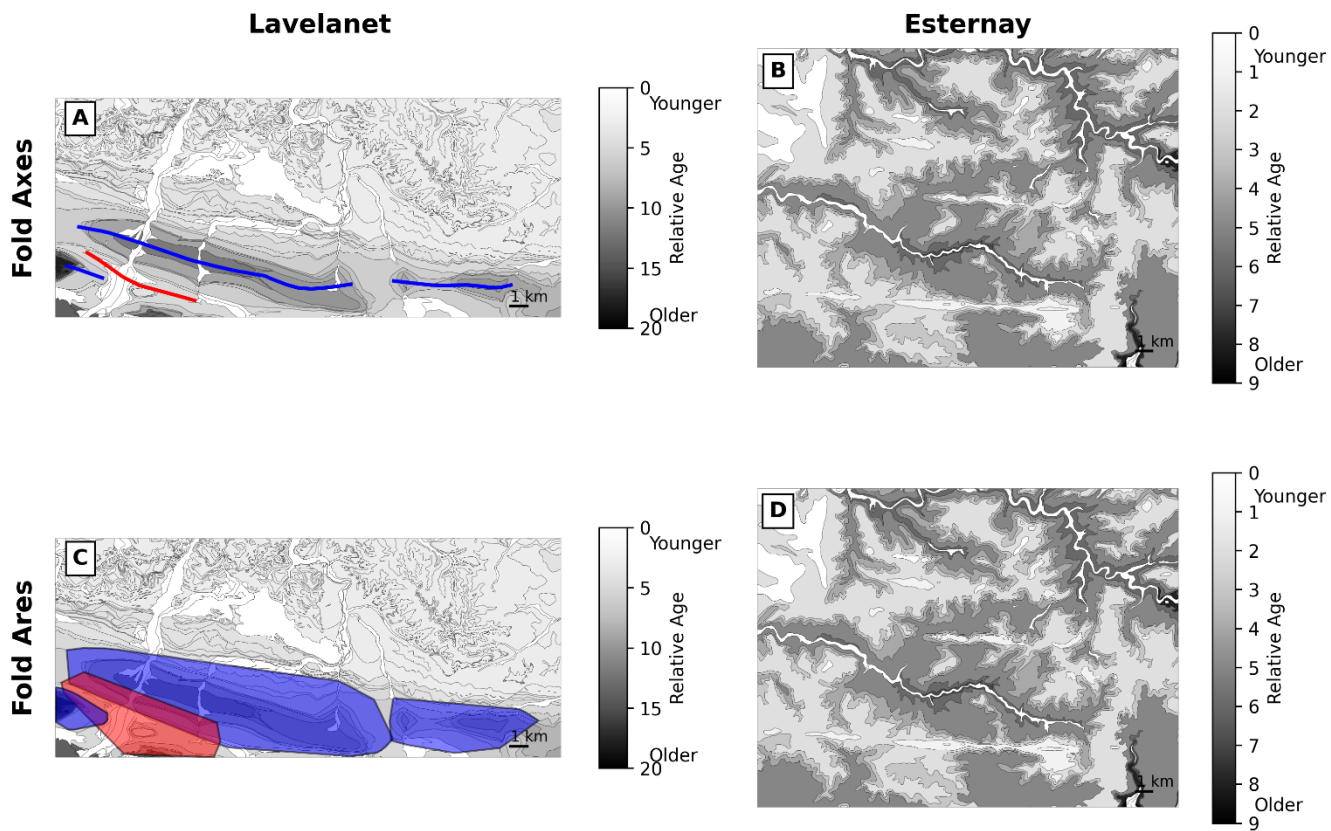 Lavelanet
Esternay
Fold Axes
A
1 km
0
Younger
5
10
15
Older
20
Relative Age
B
1 km
0
Younger
1
2
3
4
5
6
7
8
Older
9
Relative Age
Fold Ares
C
1 km
0
Younger
5
10
15
Older
20
Relative Age
D
1 km
0
Younger
1
2
3
4
5
6
7
8
Older
9
Relative Age